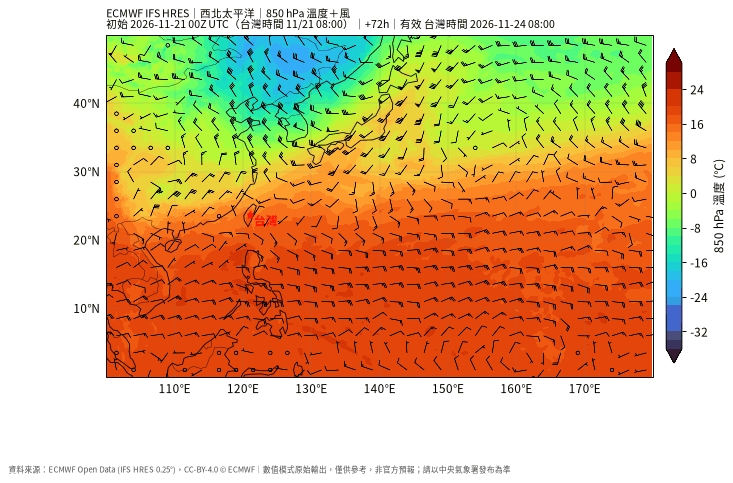 ECMWF IFS HRES｜西北太平洋｜850 hPa 溫度＋風
初始 2026-11-21 00Z UTC（台灣時間 11/21 08:00）｜+72h｜有效 台灣時間 2026-11-24 08:00
40°N
30°N
20°N
10°N
110°E
120°E
130°E
140°E
150°E
160°E
170°E
台灣
24
16
8
0
-8
-16
-24
-32
850 hPa 溫度 (°C)
資料來源：ECMWF Open Data (IFS HRES 0.25°)，CC-BY-4.0 © ECMWF｜數值模式原始輸出，僅供參考，非官方預報；請以中央氣象署發布為準